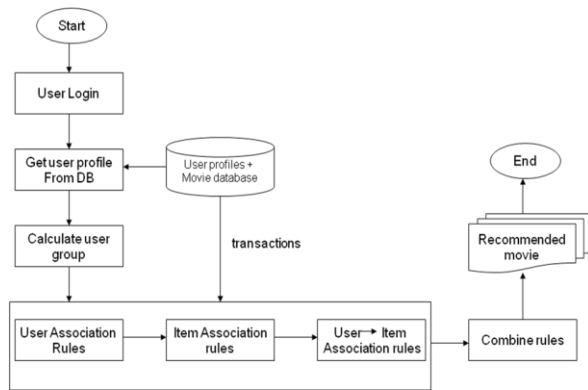 Start
User Login
Get user profile
From DB
User profiles +
Movie database
End
Calculate user
group
transactions
Recommended
movie
User Association
Rules
Item Association
rules
User Item
Association rules
Combine rules